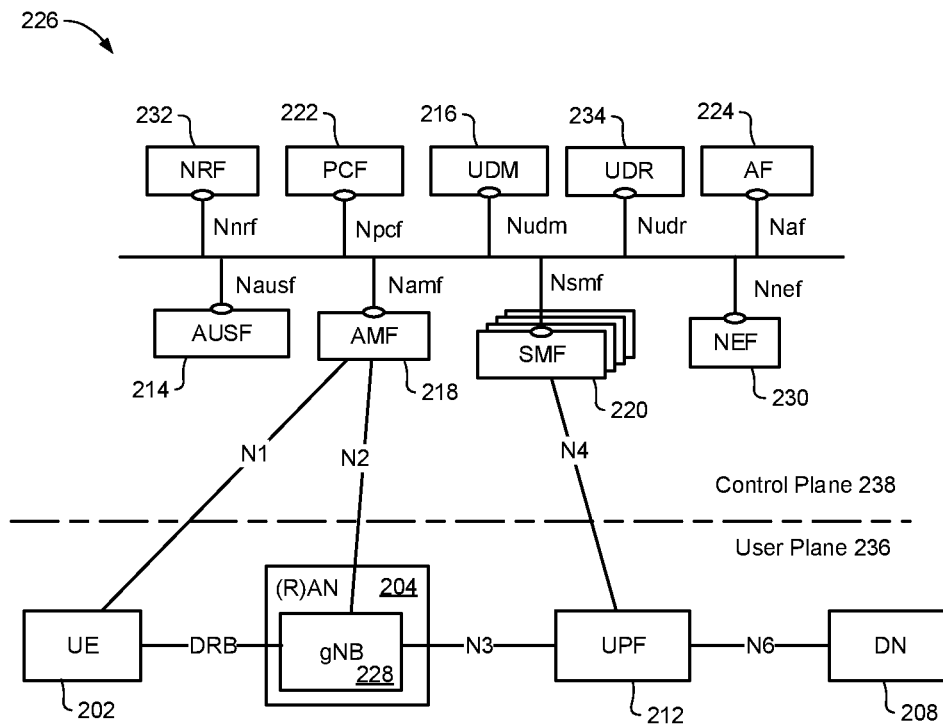 226
232
222
216
234
224
NRF
PCF
UDM
UDR
AF
Nnrf
Npcf
Nudm
Nudr
Naf
Nausf
Namf
Nsmf
Nnef
AUSF
AMF
SMF
NEF
214
218
220
230
N1
N2
N4
Control Plane 238
User Plane 236
(R)AN 204
UE
DRB
gNB
228
N3
UPF
N6
DN
202
212
208